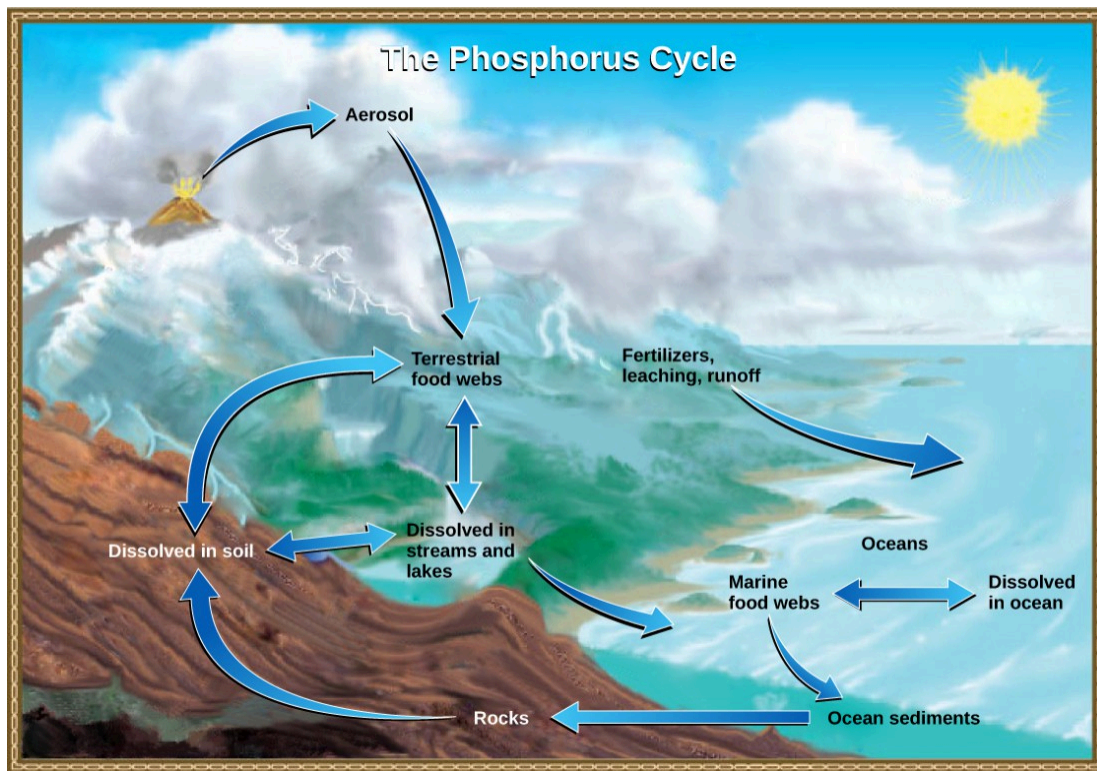 The Phosphorus Cycle
Aerosol
Terrestrial
food webs
Fertilizers,
leaching, runoff
Dissolved in soil
Dissolved in
streams and
lakes
Oceans
Marine
food webs
Dissolved
in ocean
Rocks
Ocean sediments